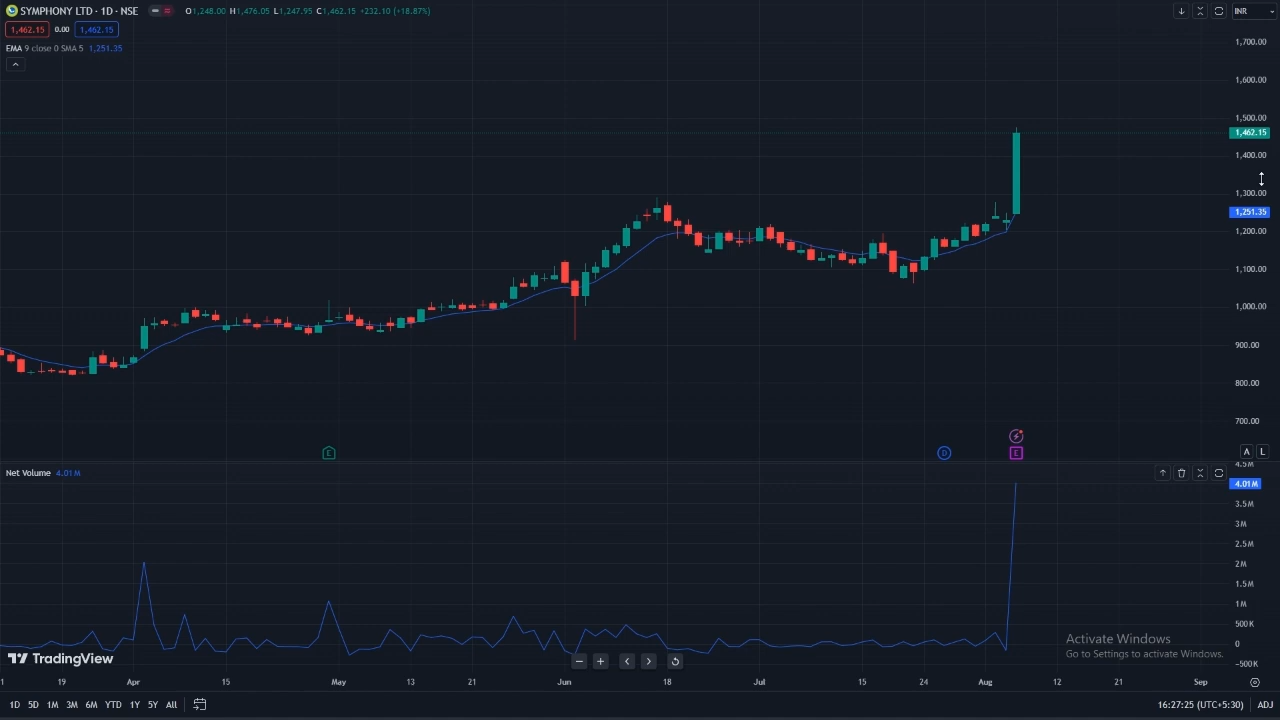 SYMPHONY LTD · 1D · NSE O1,248.00 H1,476.05 L1,247.95 C1,462.15 +232.10 (+18.87%) INR
1,462.15 0.00 1,462.15
EMA 9 close 0 SMA 5 1,251.35
1,700.00
1,600.00
1,500.00
1,462.15
1,400.00
1,300.00
1,251.35
1,200.00
1,100.00
1,000.00
900.00
800.00
700.00
E D E A L
4.5M
Net Volume 4.01M
4.01M
3.5M
3M
2.5M
2M
1.5M
1M
500K
0
−500K
Activate Windows
Go to Settings to activate Windows.
TradingView
19 Apr 15 May 13 21 Jun 18 Jul 15 24 Aug 12 21 Sep
1D 5D 1M 3M 6M YTD 1Y 5Y All 16:27:25 (UTC+5:30) ADJ